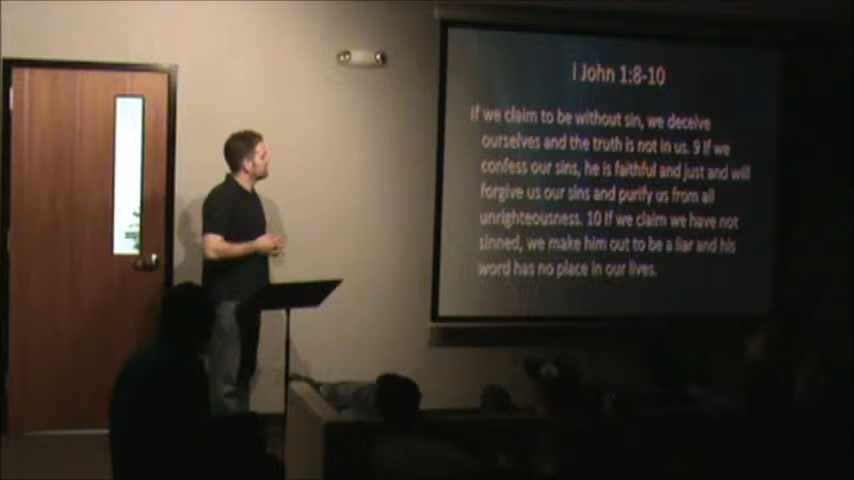 I John 1:8-10
If we claim to be without sin, we deceive
ourselves and the truth is not in us. 9 If we
confess our sins, he is faithful and just and will
forgive us our sins and purify us from all
unrighteousness. 10 If we claim we have not
sinned, we make him out to be a liar and his
word has no place in our lives.